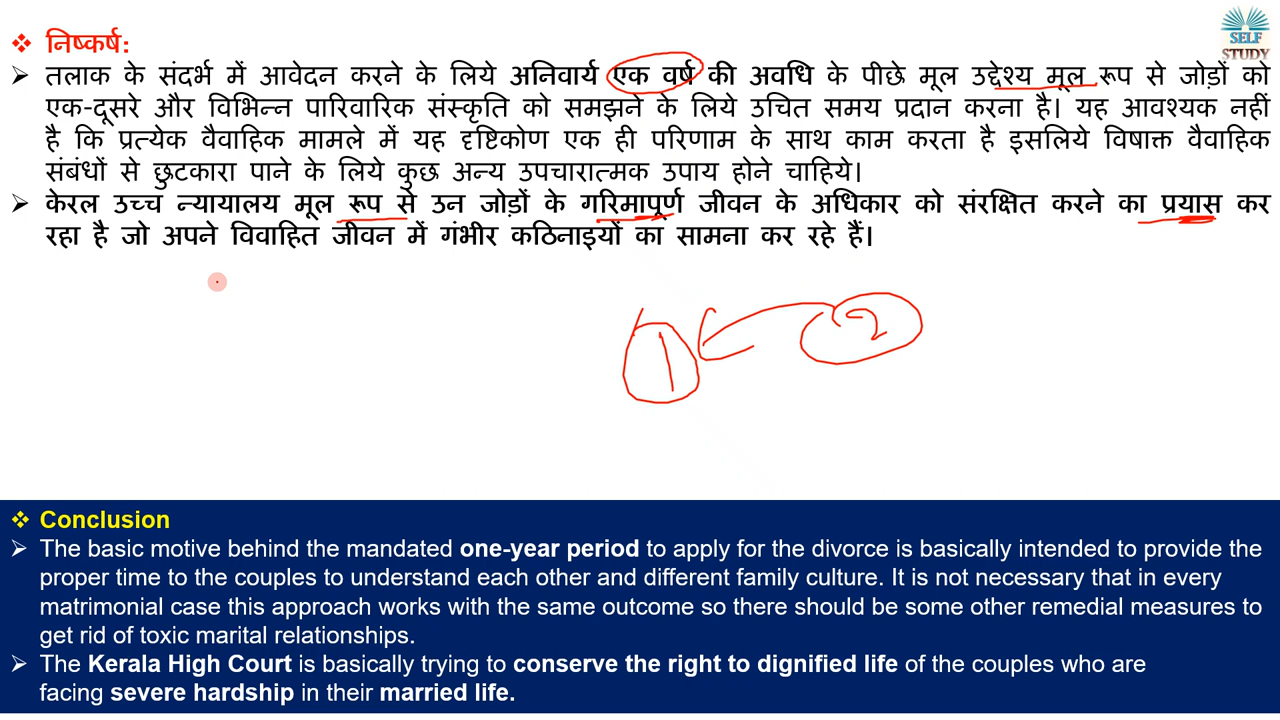 SELF
STUDY
❖ निष्कर्ष:
➢ तलाक के संदर्भ में आवेदन करने के लिये अनिवार्य एक वर्ष की अवधि के पीछे मूल उद्देश्य मूल रूप से जोड़ों को
एक-दूसरे और विभिन्न पारिवारिक संस्कृति को समझने के लिये उचित समय प्रदान करना है। यह आवश्यक नहीं
है कि प्रत्येक वैवाहिक मामले में यह दृष्टिकोण एक ही परिणाम के साथ काम करता है इसलिये विषाक्त वैवाहिक
संबंधों से छुटकारा पाने के लिये कुछ अन्य उपचारात्मक उपाय होने चाहिये।
➢ केरल उच्च न्यायालय मूल रूप से उन जोड़ों के गरिमापूर्ण जीवन के अधिकार को संरक्षित करने का प्रयास कर
रहा है जो अपने विवाहित जीवन में गंभीर कठिनाइयों का सामना कर रहे हैं।
1 2
❖ Conclusion
➢ The basic motive behind the mandated one-year period to apply for the divorce is basically intended to provide the
proper time to the couples to understand each other and different family culture. It is not necessary that in every
matrimonial case this approach works with the same outcome so there should be some other remedial measures to
get rid of toxic marital relationships.
➢ The Kerala High Court is basically trying to conserve the right to dignified life of the couples who are
facing severe hardship in their married life.